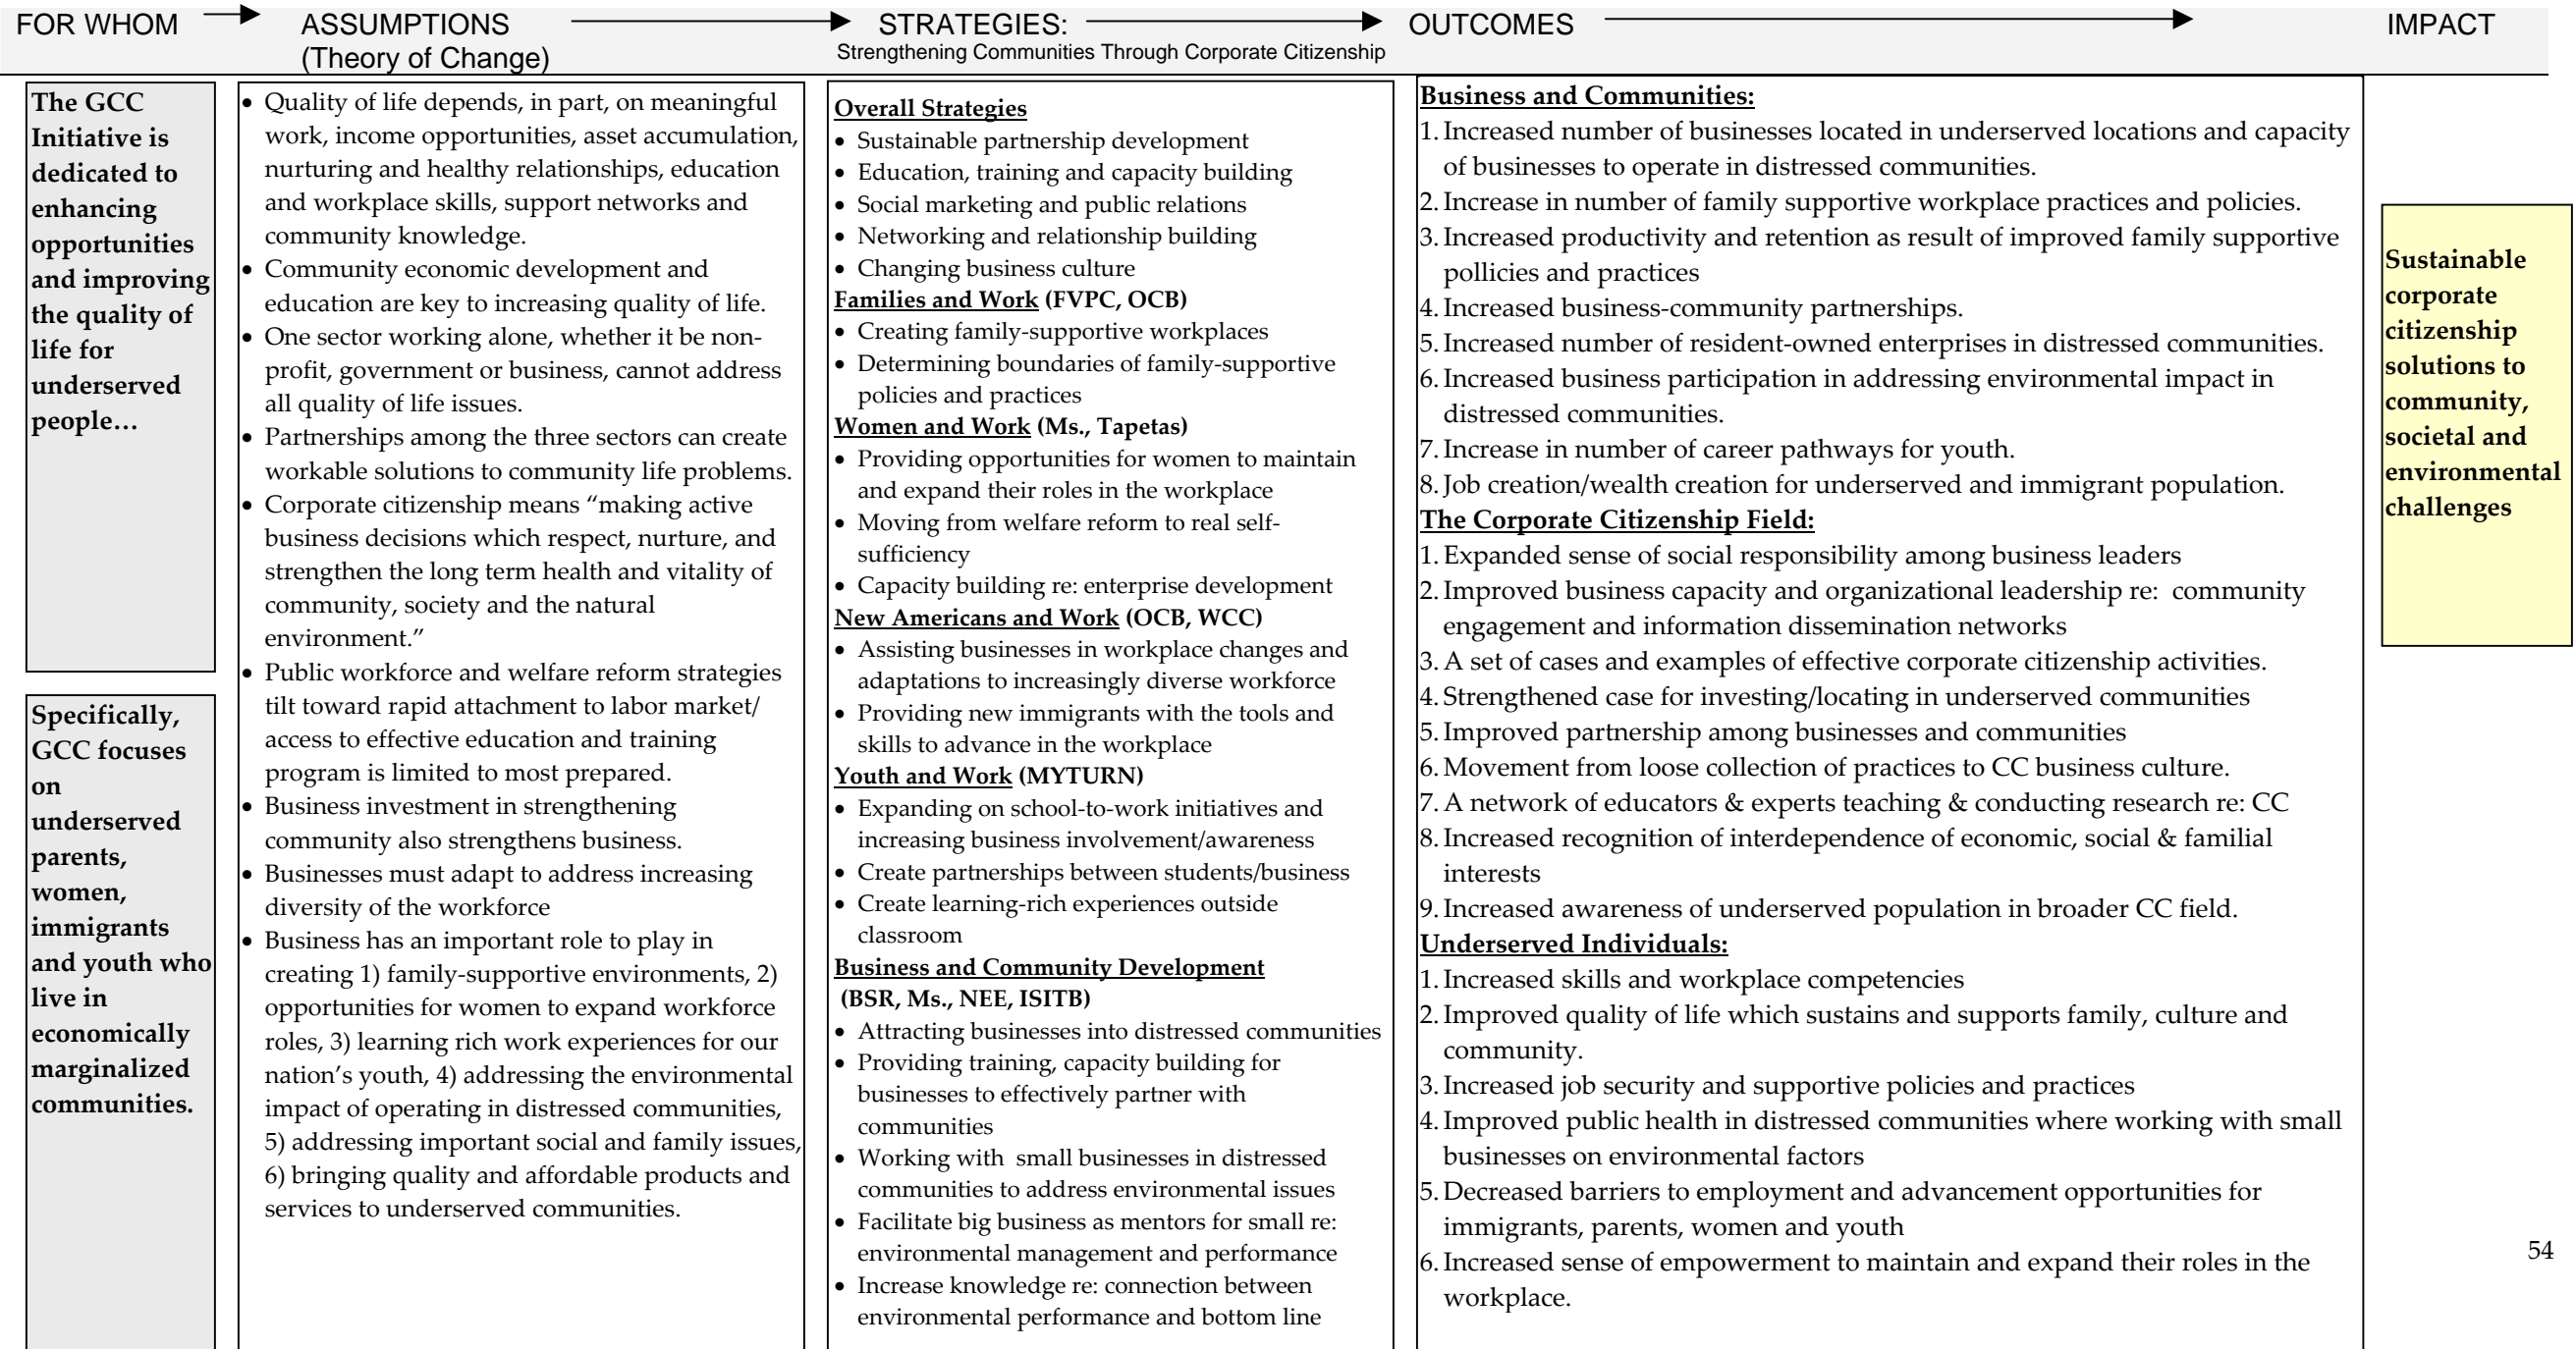 FOR WHOM
ASSUMPTIONS
(Theory of Change)
STRATEGIES:
Strengthening Communities Through Corporate Citizenship
OUTCOMES
IMPACT
The GCC
Initiative is
dedicated to
enhancing
opportunities
and improving
the quality of
life for
underserved
people…
Specifically,
GCC focuses
on
underserved
parents,
women,
immigrants
and youth who
live in
economically
marginalized
communities.
• Quality of life depends, in part, on meaningful
work, income opportunities, asset accumulation,
nurturing and healthy relationships, education
and workplace skills, support networks and
community knowledge.
• Community economic development and
education are key to increasing quality of life.
• One sector working alone, whether it be non-
profit, government or business, cannot address
all quality of life issues.
• Partnerships among the three sectors can create
workable solutions to community life problems.
• Corporate citizenship means “making active
business decisions which respect, nurture, and
strengthen the long term health and vitality of
community, society and the natural
environment.”
• Public workforce and welfare reform strategies
tilt toward rapid attachment to labor market/
access to effective education and training
program is limited to most prepared.
• Business investment in strengthening
community also strengthens business.
• Businesses must adapt to address increasing
diversity of the workforce
• Business has an important role to play in
creating 1) family-supportive environments, 2)
opportunities for women to expand workforce
roles, 3) learning rich work experiences for our
nation’s youth, 4) addressing the environmental
impact of operating in distressed communities,
5) addressing important social and family issues,
6) bringing quality and affordable products and
services to underserved communities.
Overall Strategies
• Sustainable partnership development
• Education, training and capacity building
• Social marketing and public relations
• Networking and relationship building
• Changing business culture
Families and Work (FVPC, OCB)
• Creating family-supportive workplaces
• Determining boundaries of family-supportive
policies and practices
Women and Work (Ms., Tapetas)
• Providing opportunities for women to maintain
and expand their roles in the workplace
• Moving from welfare reform to real self-
sufficiency
• Capacity building re: enterprise development
New Americans and Work (OCB, WCC)
• Assisting businesses in workplace changes and
adaptations to increasingly diverse workforce
• Providing new immigrants with the tools and
skills to advance in the workplace
Youth and Work (MYTURN)
• Expanding on school-to-work initiatives and
increasing business involvement/awareness
• Create partnerships between students/business
• Create learning-rich experiences outside
classroom
Business and Community Development
(BSR, Ms., NEE, ISITB)
• Attracting businesses into distressed communities
• Providing training, capacity building for
businesses to effectively partner with
communities
• Working with small businesses in distressed
communities to address environmental issues
• Facilitate big business as mentors for small re:
environmental management and performance
• Increase knowledge re: connection between
environmental performance and bottom line
Business and Communities:
1. Increased number of businesses located in underserved locations and capacity
of businesses to operate in distressed communities.
2. Increase in number of family supportive workplace practices and policies.
3. Increased productivity and retention as result of improved family supportive
pollicies and practices
4. Increased business-community partnerships.
5. Increased number of resident-owned enterprises in distressed communities.
6. Increased business participation in addressing environmental impact in
distressed communities.
7. Increase in number of career pathways for youth.
8. Job creation/wealth creation for underserved and immigrant population.
The Corporate Citizenship Field:
1. Expanded sense of social responsibility among business leaders
2. Improved business capacity and organizational leadership re: community
engagement and information dissemination networks
3. A set of cases and examples of effective corporate citizenship activities.
4. Strengthened case for investing/locating in underserved communities
5. Improved partnership among businesses and communities
6. Movement from loose collection of practices to CC business culture.
7. A network of educators & experts teaching & conducting research re: CC
8. Increased recognition of interdependence of economic, social & familial
interests
9. Increased awareness of underserved population in broader CC field.
Underserved Individuals:
1. Increased skills and workplace competencies
2. Improved quality of life which sustains and supports family, culture and
community.
3. Increased job security and supportive policies and practices
4. Improved public health in distressed communities where working with small
businesses on environmental factors
5. Decreased barriers to employment and advancement opportunities for
immigrants, parents, women and youth
6. Increased sense of empowerment to maintain and expand their roles in the
workplace.
Sustainable
corporate
citizenship
solutions to
community,
societal and
environmental
challenges
54